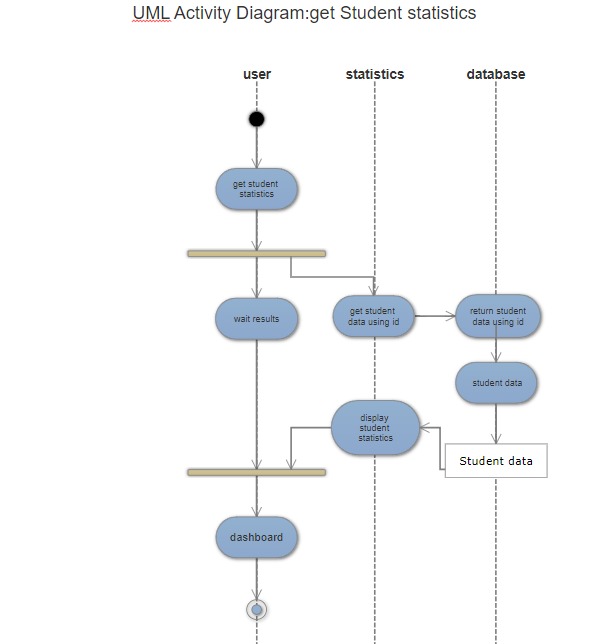 UML Activity Diagram:get Student statistics
user
statistics
database
get student
statistics
wait results
get student
data using id
return student
data using id
student data
display
student
statistics
Student data
dashboard